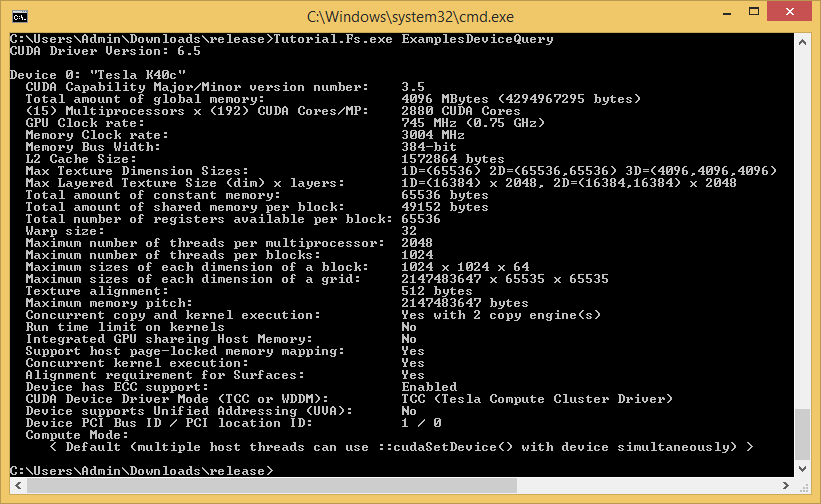 C:\Windows\system32\cmd.exe
C:\Users\Admin\Downloads\release>Tutorial.Fs.exe ExamplesDeviceQuery
CUDA Driver Version: 6.5
Device 0: "Tesla K40c"
CUDA Capability Major/Minor version number: 3.5
Total amount of global memory: 4096 MBytes (4294967295 bytes)
(15) Multiprocessors x (192) CUDA Cores/MP: 2880 CUDA Cores
GPU Clock rate: 745 MHz (0.75 GHz)
Memory Clock rate: 3004 MHz
Memory Bus Width: 384-bit
L2 Cache Size: 1572864 bytes
Max Texture Dimension Sizes: 1D=(65536) 2D=(65536,65536) 3D=(4096,4096,4096)
Max Layered Texture Size (dim) x layers: 1D=(16384) x 2048, 2D=(16384,16384) x 2048
Total amount of constant memory: 65536 bytes
Total amount of shared memory per block: 49152 bytes
Total number of registers available per block: 65536
Warp size: 32
Maximum number of threads per multiprocessor: 2048
Maximum number of threads per blocks: 1024
Maximum sizes of each dimension of a block: 1024 x 1024 x 64
Maximum sizes of each dimension of a grid: 2147483647 x 65535 x 65535
Texture alignment: 512 bytes
Maximum memory pitch: 2147483647 bytes
Concurrent copy and kernel execution: Yes with 2 copy engine(s)
Run time limit on kernels No
Integrated GPU shareing Host Memory: No
Support host page-locked memory mapping: Yes
Concurrent kernel execution: Yes
Alignment requirement for Surfaces: Yes
Device has ECC support: Enabled
CUDA Device Driver Mode (TCC or WDDM): TCC (Tesla Compute Cluster Driver)
Device supports Unified Addressing (UVA): No
Device PCI Bus ID / PCI location ID: 1 / 0
Compute Mode:
< Default (multiple host threads can use ::cudaSetDevice() with device simultaneously) >
C:\Users\Admin\Downloads\release>